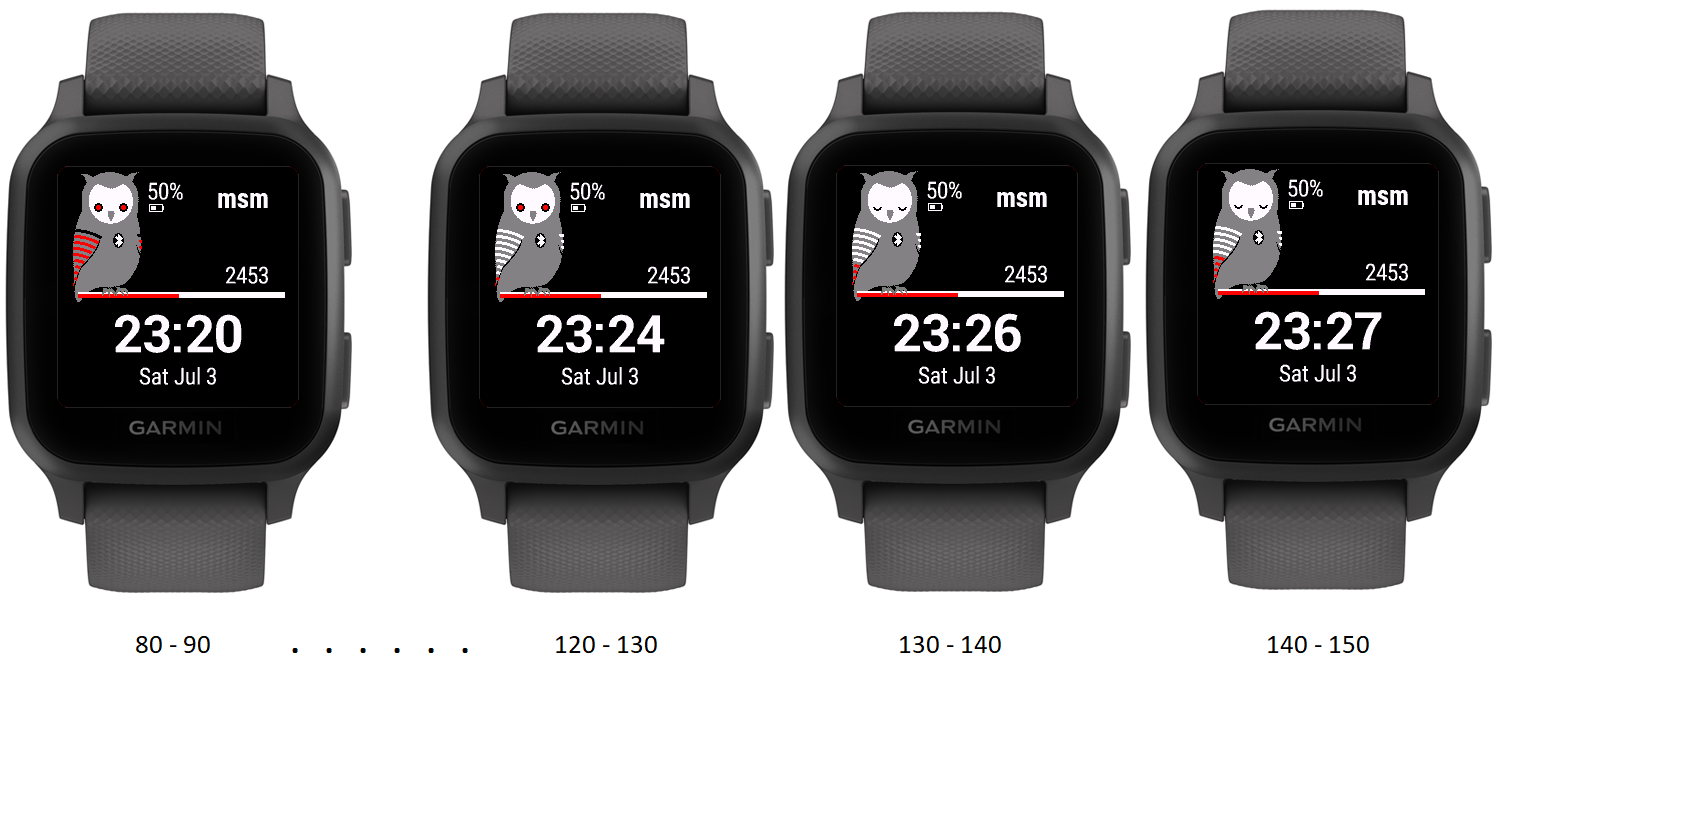 50%
msm
2453
23:20
Sat Jul 3
GARMIN
50%
msm
2453
23:24
Sat Jul 3
GARMIN
50%
msm
2453
23:26
Sat Jul 3
GARMIN
50%
msm
2453
23:27
Sat Jul 3
GARMIN
80 - 90 . . . . . . 120 - 130 130 - 140 140 - 150